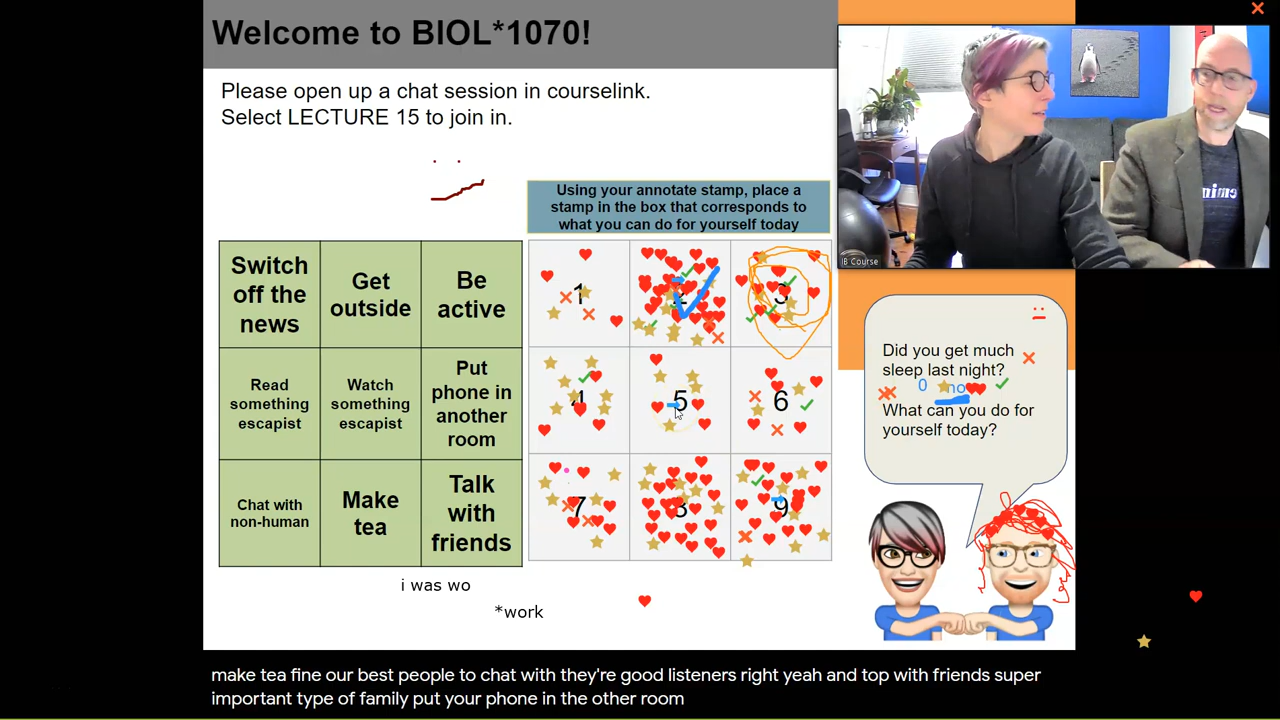 Welcome to BIOL*1070!
Please open up a chat session in courselink.
Select LECTURE 15 to join in.
Using your annotate stamp, place a
stamp in the box that corresponds to
what you can do for yourself today
Switch
off the
news
Get
outside
Be
active
1
2
3
Read
something
escapist
Watch
something
escapist
Put
phone in
another
room
4
5
6
Chat with
non-human
Make
tea
Talk
with
friends
7
8
9
i was wo
*work
IB Course
Did you get much
sleep last night?
0 no
What can you do for
yourself today?
make tea fine our best people to chat with they're good listeners right yeah and top with friends super
important type of family put your phone in the other room